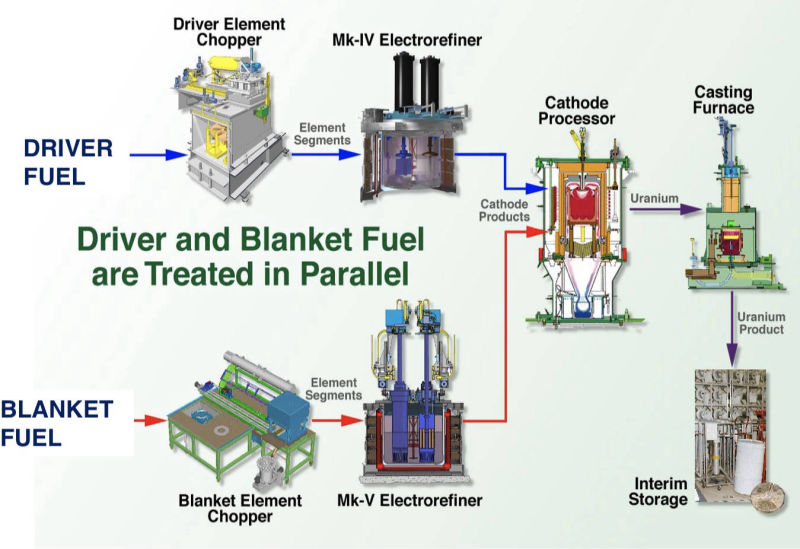 Driver Element
Chopper
Mk-IV Electrorefiner
Cathode
Processor
Casting
Furnace
DRIVER
FUEL
Element
Segments
Cathode
Products
Uranium
Driver and Blanket Fuel
are Treated in Parallel
Uranium
Product
BLANKET
FUEL
Element
Segments
Blanket Element
Chopper
Mk-V Electrorefiner
Interim
Storage